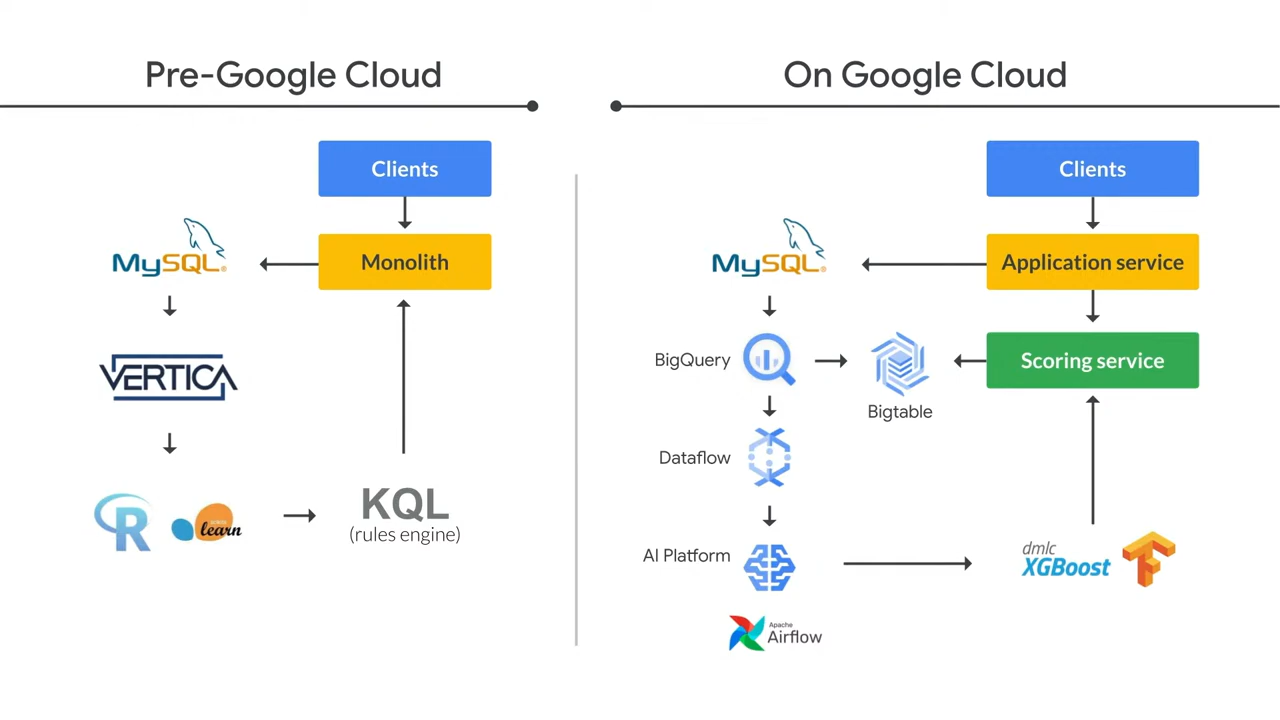 Pre-Google Cloud
Clients
Monolith
MySQL®
VERTICA
R
scikit
learn
KQL
(rules engine)
On Google Cloud
Clients
Application service
MySQL®
BigQuery
Bigtable
Scoring service
Dataflow
AI Platform
dmlc
XGBoost
Apache
Airflow